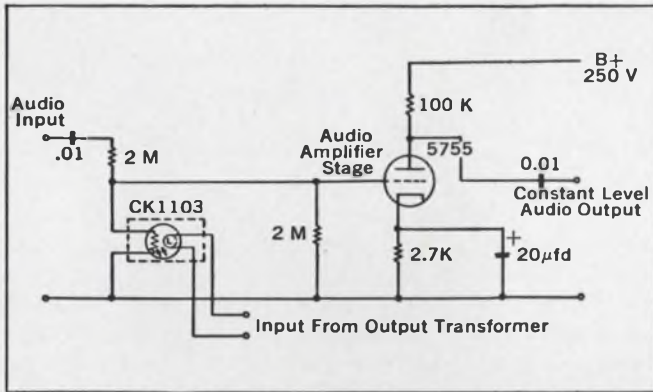 B+
250 V
Audio
Input
.01
2 M
100 K
Audio
Amplifier
Stage
5755
0.01
Constant Level
Audio Output
CK1103
L
2 M
2.7K
+
20µfd
Input From Output Transformer